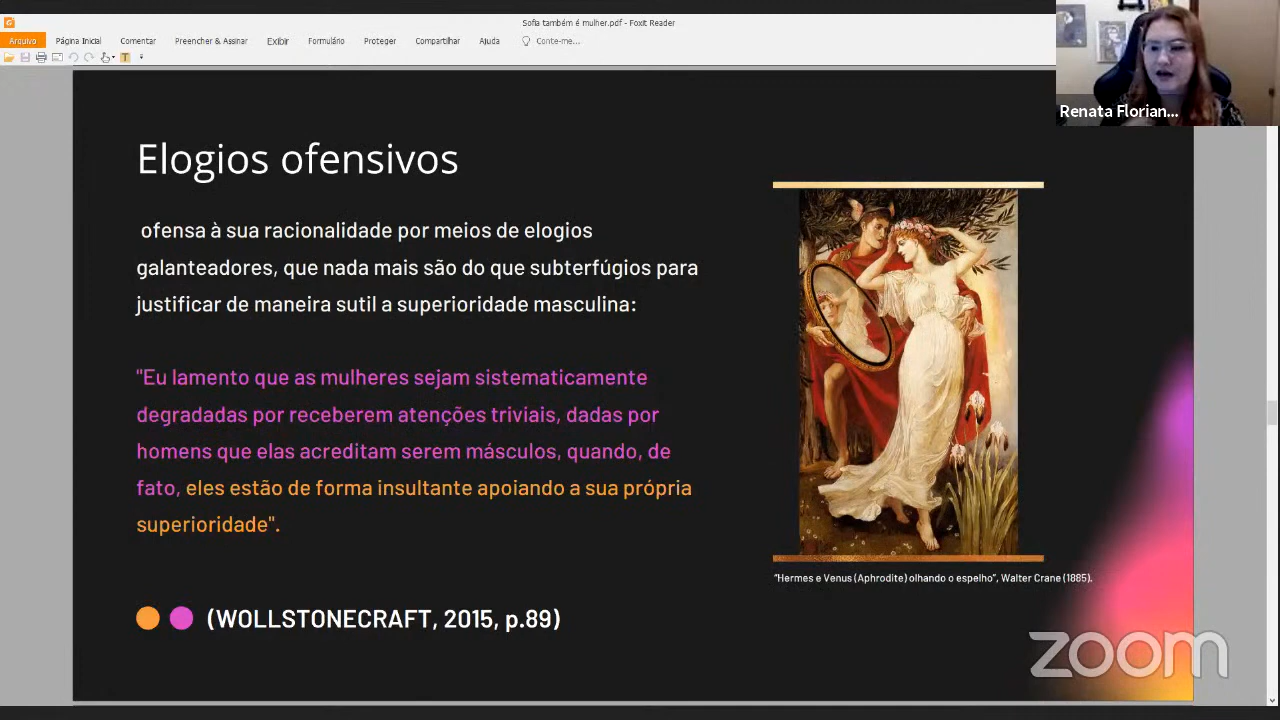 Sofia também é mulher.pdf - Foxit Reader
Arquivo Página Inicial Comentar Preencher & Assinar Exibir Formulário Proteger Compartilhar Ajuda Conte-me...
Renata Florian...
Elogios ofensivos
ofensa à sua racionalidade por meios de elogios
galanteadores, que nada mais são do que subterfúgios para
justificar de maneira sutil a superioridade masculina:
"Eu lamento que as mulheres sejam sistematicamente
degradadas por receberem atenções triviais, dadas por
homens que elas acreditam serem másculos, quando, de
fato, eles estão de forma insultante apoiando a sua própria
superioridade".
"Hermes e Venus (Aphrodite) olhando o espelho", Walter Crane (1885).
(WOLLSTONECRAFT, 2015, p.89)
zoom